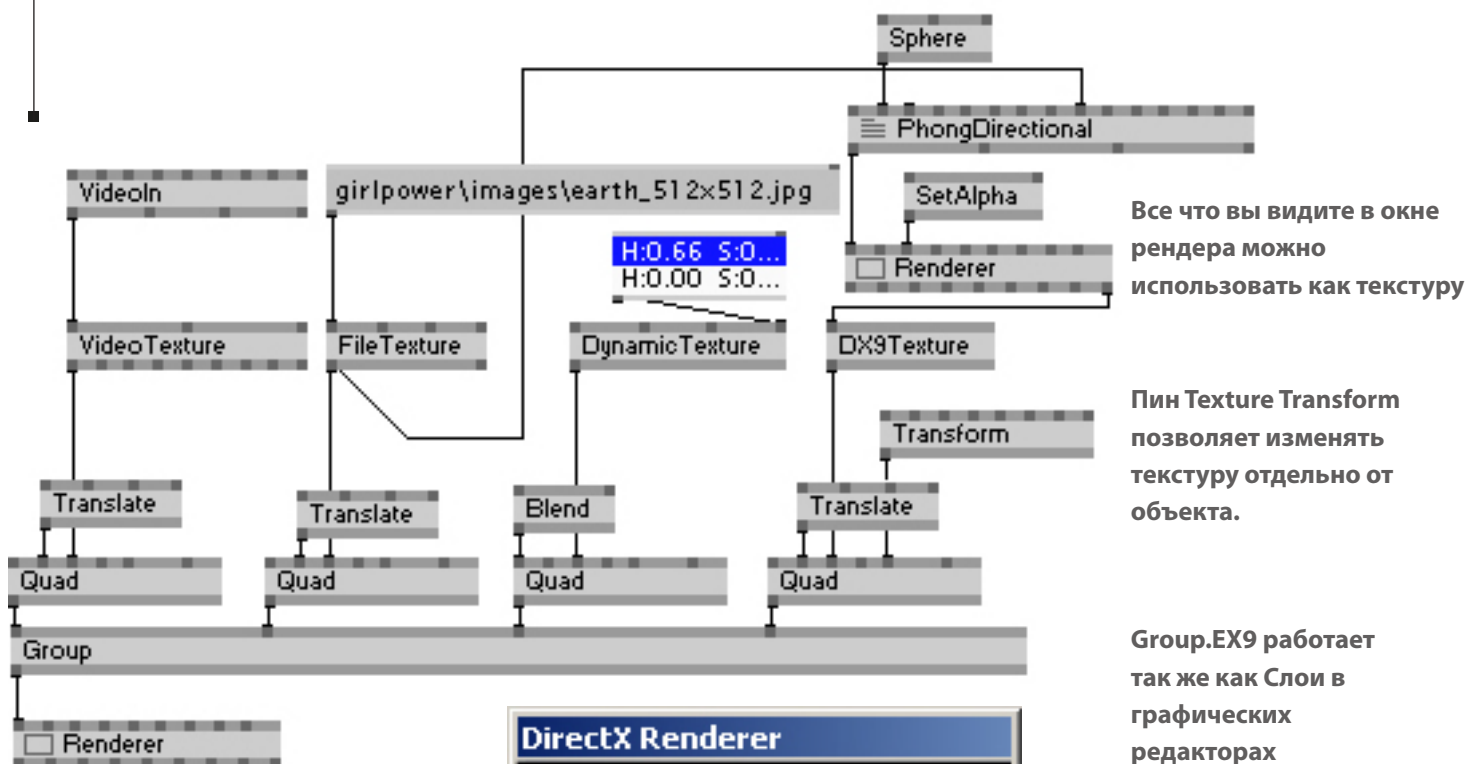 Sphere
PhongDirectional
VideoIn
girlpower\images\earth_512x512.jpg
SetAlpha
Все что вы видите в окне
рендера можно
использовать как текстуру
H:0.66 S:0...
H:0.00 S:0...
Renderer
VideoTexture
FileTexture
DynamicTexture
DX9Texture
Пин Texture Transform
позволяет изменять
текстуру отдельно от
объекта.
Transform
Translate
Translate
Blend
Translate
Quad
Quad
Quad
Quad
Group
Group.EX9 работает
так же как Слои в
графических
редакторах
Renderer
DirectX Renderer